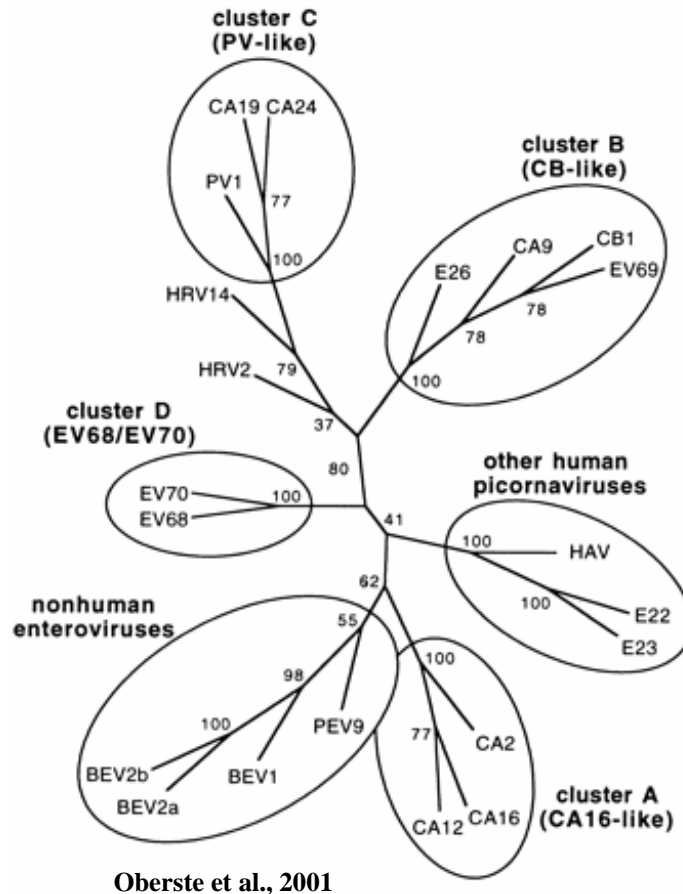 cluster C
(PV-like)
CA19 CA24
PV1
77
100
HRV14
79
HRV2
37
cluster B
(CB-like)
CB1
CA9
EV69
E26
78
78
100
cluster D
(EV68/EV70)
EV70
EV68
100
80
41
other human
picornaviruses
100
HAV
100
E22
E23
62
nonhuman
enteroviruses
55
98
100
PEV9
BEV2b
BEV1
BEV2a
100
77
CA2
CA16
CA12
cluster A
(CA16-like)
Oberste et al., 2001